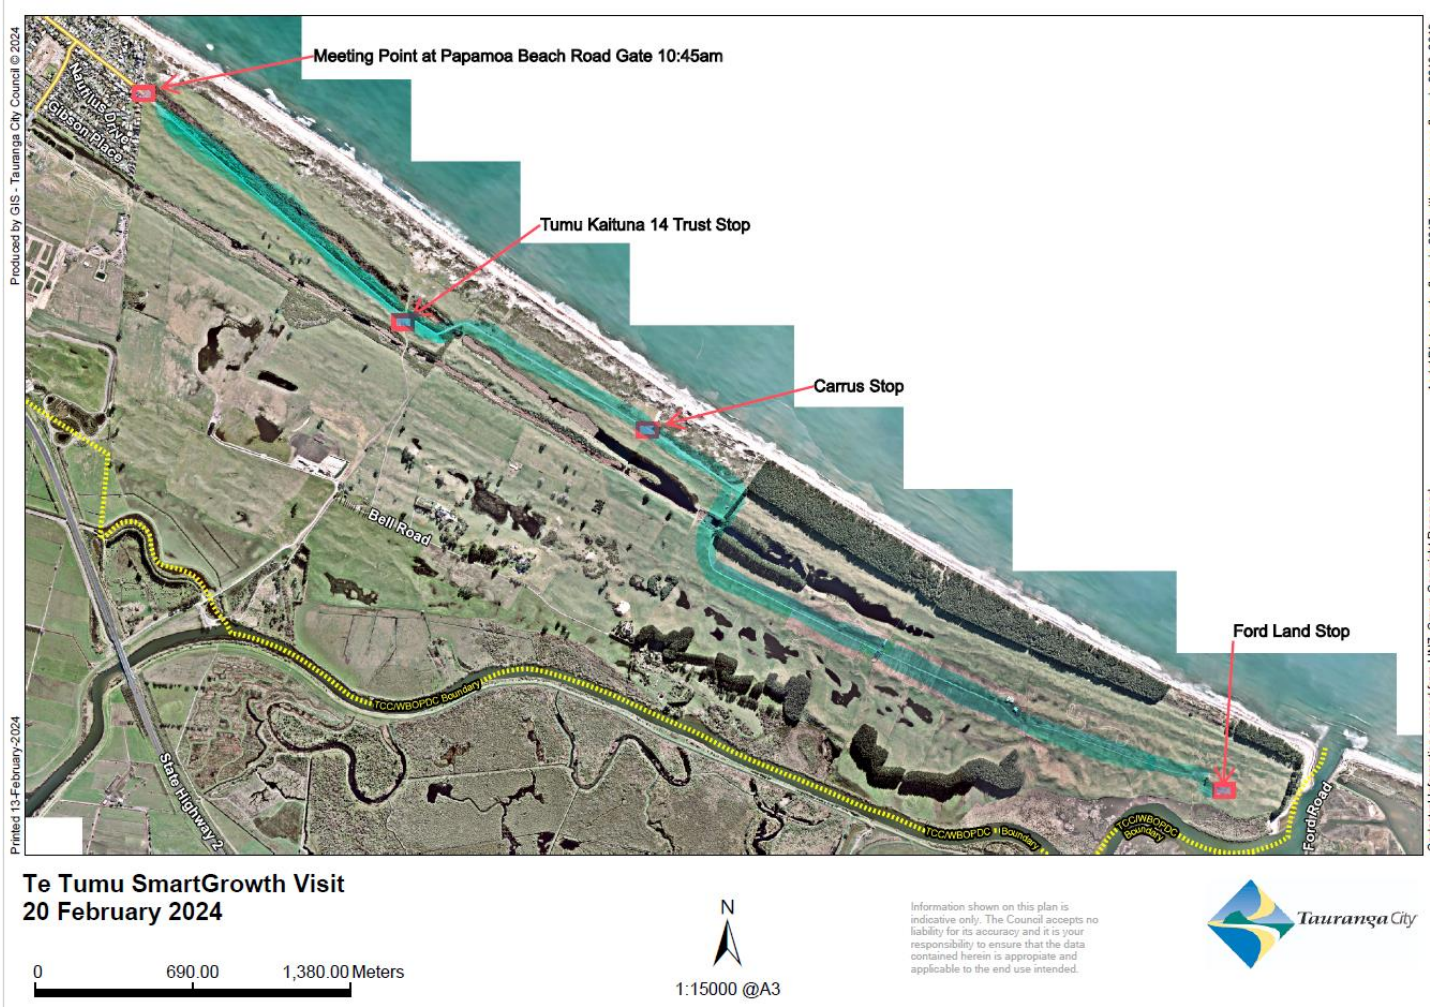 Produced by GIS - Tauranga City Council © 2024
Printed 13-February-2024
Meeting Point at Papamoa Beach Road Gate 10:45am
Nautilus Drive
Gibson Place
Tumu Kaituna 14 Trust Stop
Carrus Stop
Bell Road
Ford Land Stop
TCC/WBOPDC Boundary
State Highway 2
TCC/WBOPDC Boundary
TCC/WBOPDC
Boundary
Ford Road
Te Tumu SmartGrowth Visit
20 February 2024
0 690.00 1,380.00 Meters
N
1:15000 @A3
Information shown on this plan is
indicative only. The Council accepts no
liability for its accuracy and it is your
responsibility to ensure that the data
contained herein is appropiate and
applicable to the end use intended.
Tauranga City